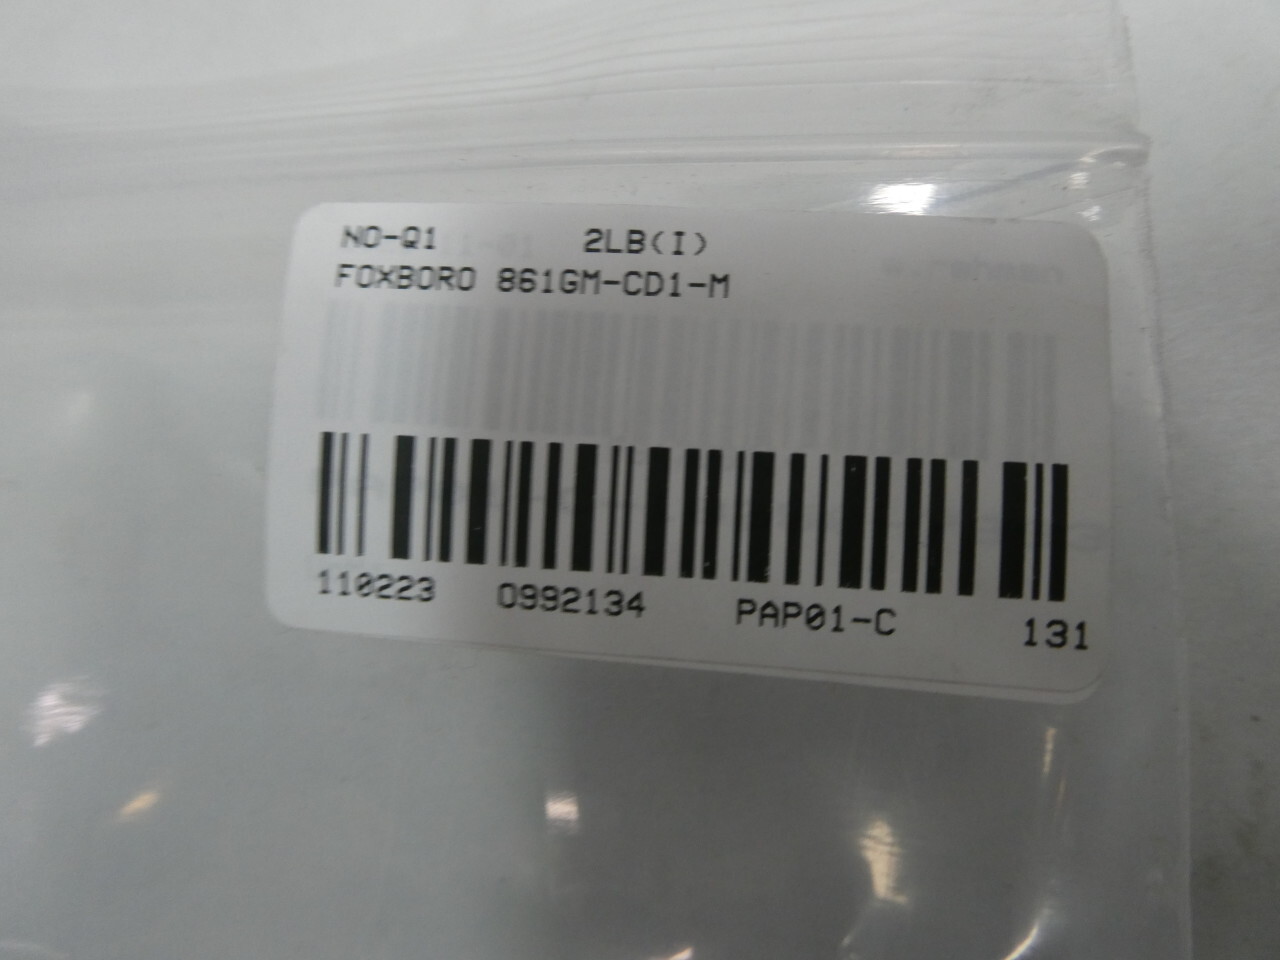 NO-Q1 2LB(I)
FOXBORO 861GM-CD1-M
110223 0992134 PAP01-C 131